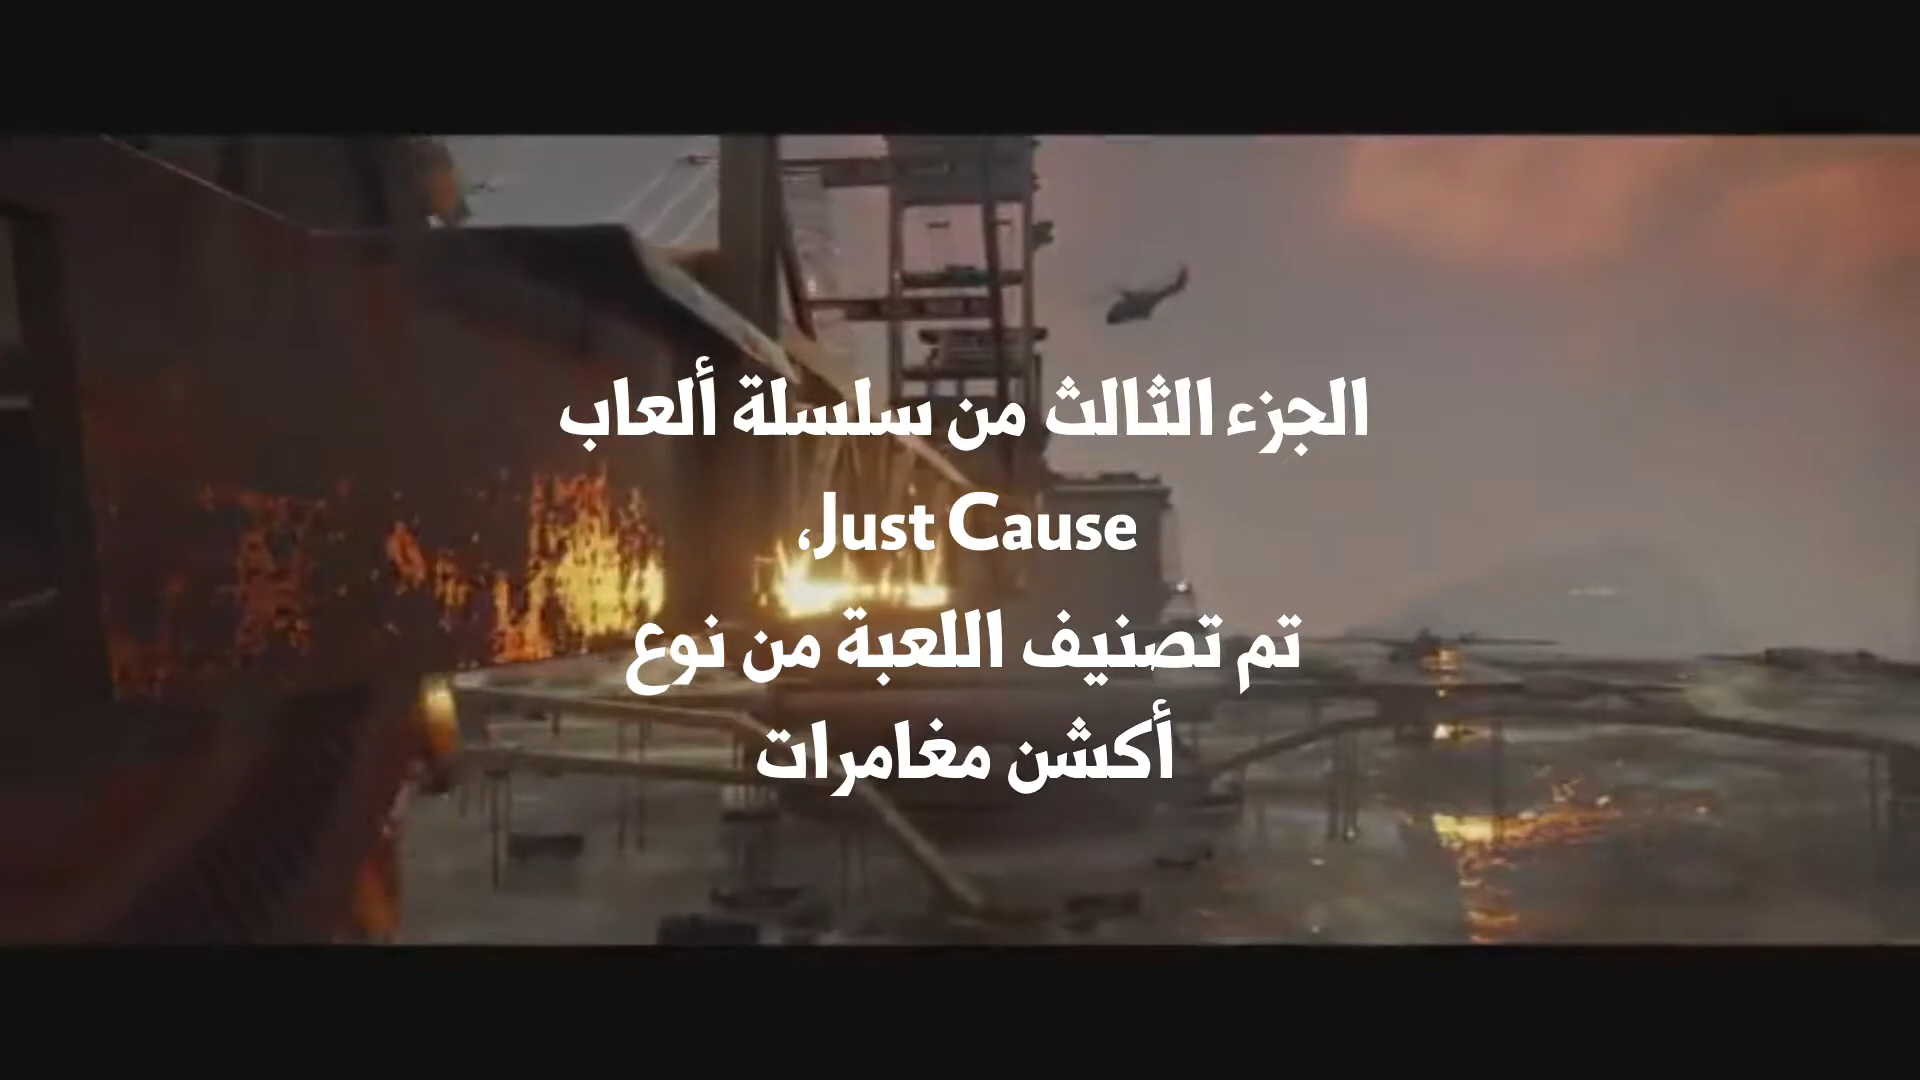 الجزء الثالث من سلسلة ألعاب
Just Cause،
تم تصنيف اللعبة من نوع
أكشن مغامرات